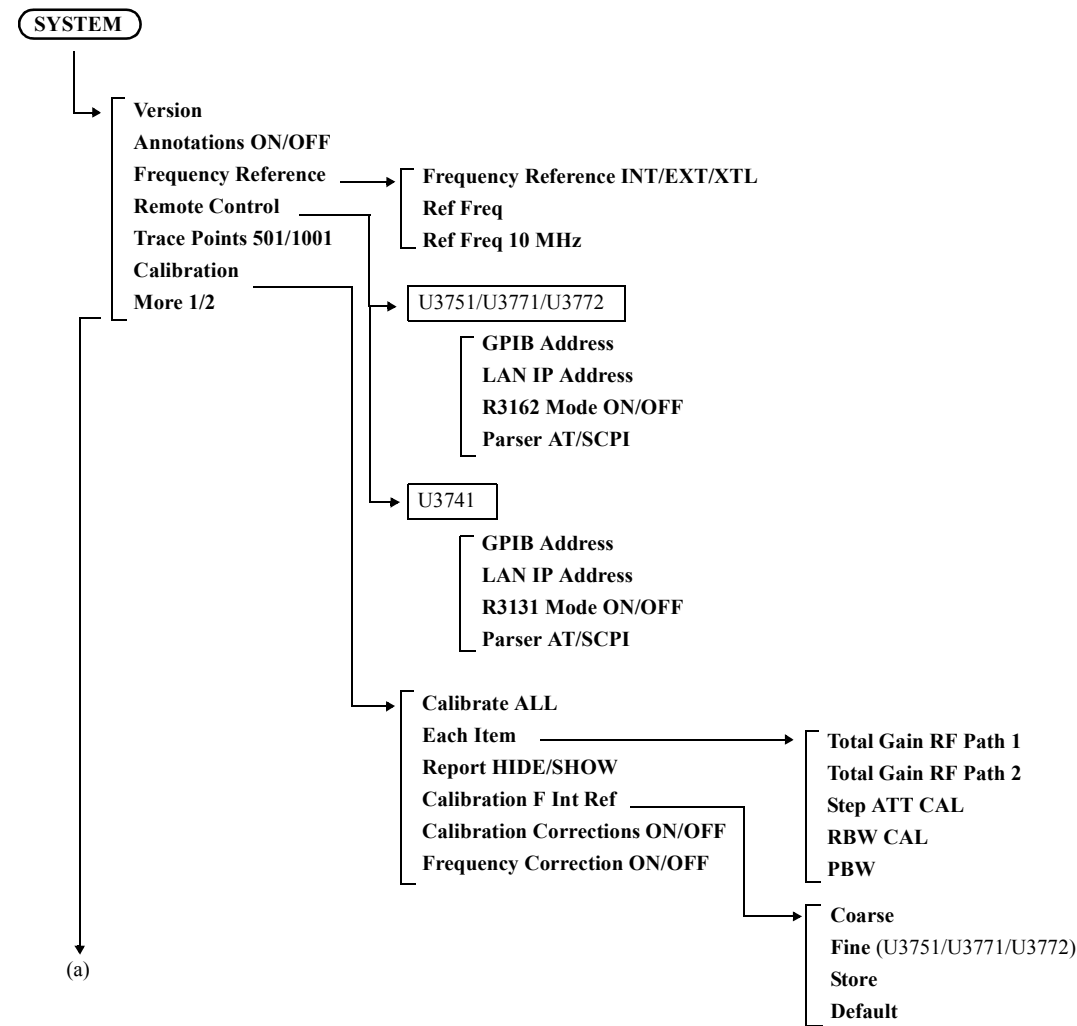 SYSTEM
Version
Annotations ON/OFF
Frequency Reference
Remote Control
Trace Points 501/1001
Calibration
More 1/2
Frequency Reference INT/EXT/XTL
Ref Freq
Ref Freq 10 MHz
U3751/U3771/U3772
GPIB Address
LAN IP Address
R3162 Mode ON/OFF
Parser AT/SCPI
U3741
GPIB Address
LAN IP Address
R3131 Mode ON/OFF
Parser AT/SCPI
Calibrate ALL
Each Item
Report HIDE/SHOW
Calibration F Int Ref
Calibration Corrections ON/OFF
Frequency Correction ON/OFF
Total Gain RF Path 1
Total Gain RF Path 2
Step ATT CAL
RBW CAL
PBW
Coarse
Fine (U3751/U3771/U3772)
Store
Default
(a)